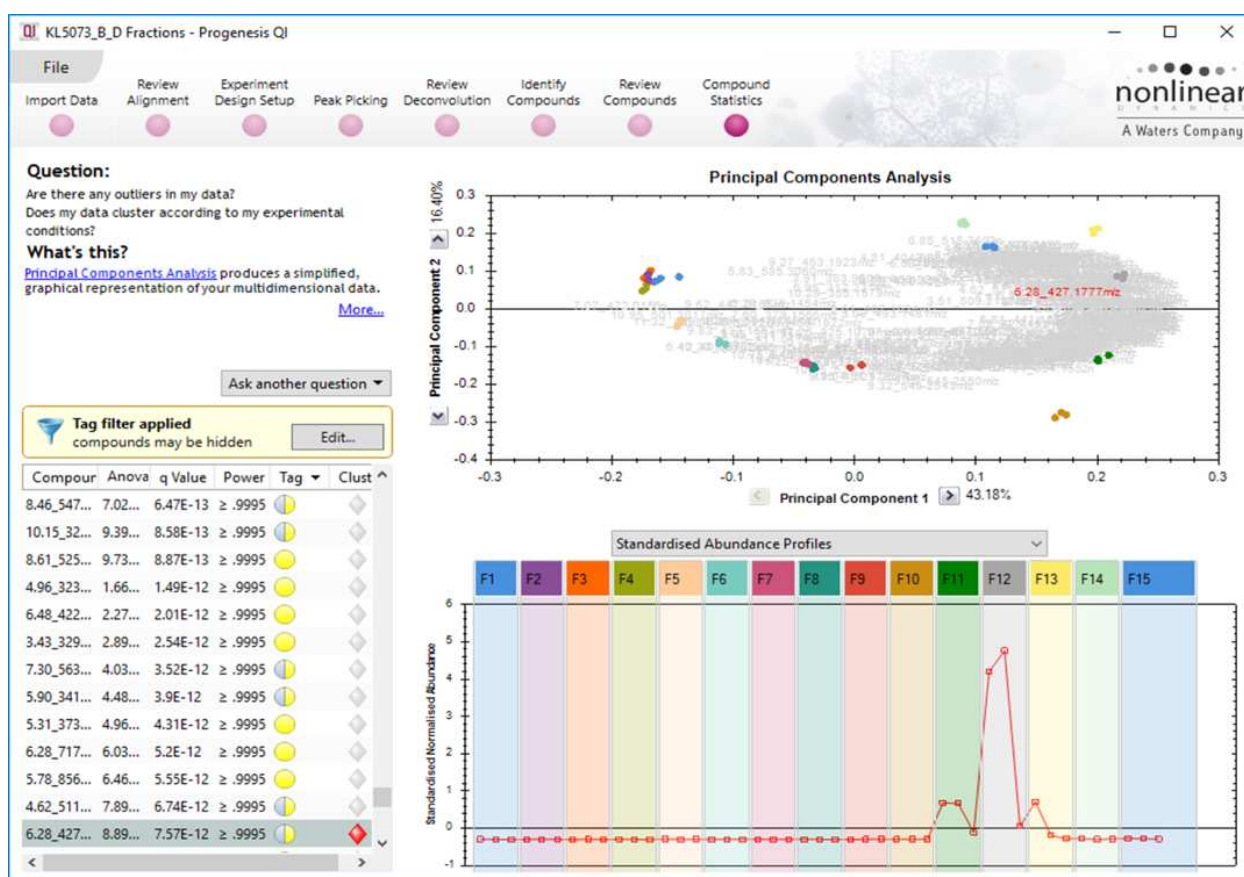 KL5073_B_D Fractions - Progenesis QI
File
Import Data
Review Alignment
Experiment Design Setup
Peak Picking
Review Deconvolution
Identify Compounds
Review Compounds
Compound Statistics
nonlinear
DYNAMICS
A Waters Company
Question:
Are there any outliers in my data?
Does my data cluster according to my experimental
conditions?
What's this?
Principal Components Analysis produces a simplified,
graphical representation of your multidimensional data.
More...
Ask another question
Tag filter applied
compounds may be hidden
Edit...
Compour Anova q Value Power Tag Clust
8.46_547... 7.02... 6.47E-13 ≥ .9995
10.15_32... 9.39... 8.58E-13 ≥ .9995
8.61_525... 9.73... 8.87E-13 ≥ .9995
4.96_323... 1.66... 1.49E-12 ≥ .9995
6.48_422... 2.27... 2.01E-12 ≥ .9995
3.43_329... 2.89... 2.54E-12 ≥ .9995
7.30_563... 4.03... 3.52E-12 ≥ .9995
5.90_341... 4.48... 3.9E-12 ≥ .9995
5.31_373... 4.96... 4.31E-12 ≥ .9995
6.28_717... 6.03... 5.2E-12 ≥ .9995
5.78_856... 6.46... 5.55E-12 ≥ .9995
4.62_511... 7.89... 6.74E-12 ≥ .9995
6.28_427... 8.89... 7.57E-12 ≥ .9995
Principal Components Analysis
Principal Component 2 16.40%
0.3
0.2
0.1
0.0
-0.1
-0.2
-0.3
-0.4
6.28_427.1777m/z
-0.3 -0.2 -0.1 0.0 0.1 0.2 0.3
Principal Component 1 43.18%
Standardised Abundance Profiles
F1 F2 F3 F4 F5 F6 F7 F8 F9 F10 F11 F12 F13 F14 F15
Standardised Normalised Abundance
6
5
4
3
2
1
0
-1